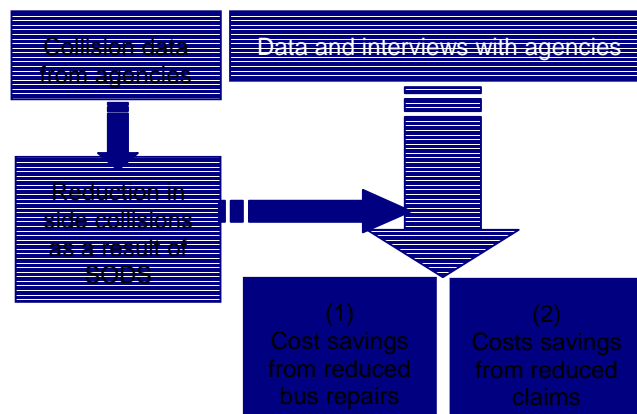 Collision data
from agencies
Data and interviews with agencies
Reduction in
side collisions
as a result of
SODS
(1)
Cost savings
from reduced
bus repairs
(2)
Costs savings
from reduced
claims